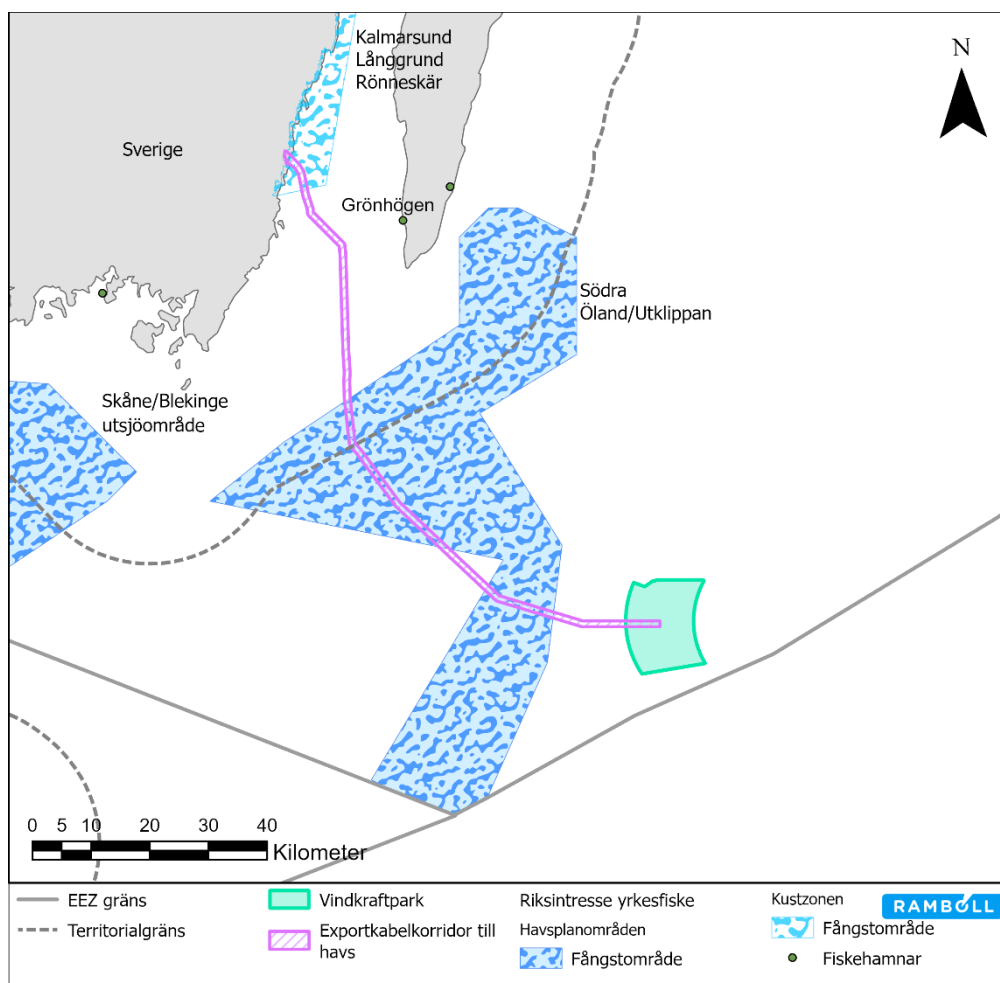 Kalmarsund
Långgrund
Rönneskär
N
Sverige
Grönhögen
Södra
Öland/Utklippan
Skåne/Blekinge
utsjöområde
0 5 10 20 30 40
Kilometer
EEZ gräns
Territorialgräns
Vindkraftpark
Exportkabelkorridor till
havs
Riksintresse yrkesfiske
Havsplanområden
Fångstområde
Kustzonen
Fångstområde
Fiskehamnar
RAMBOLL